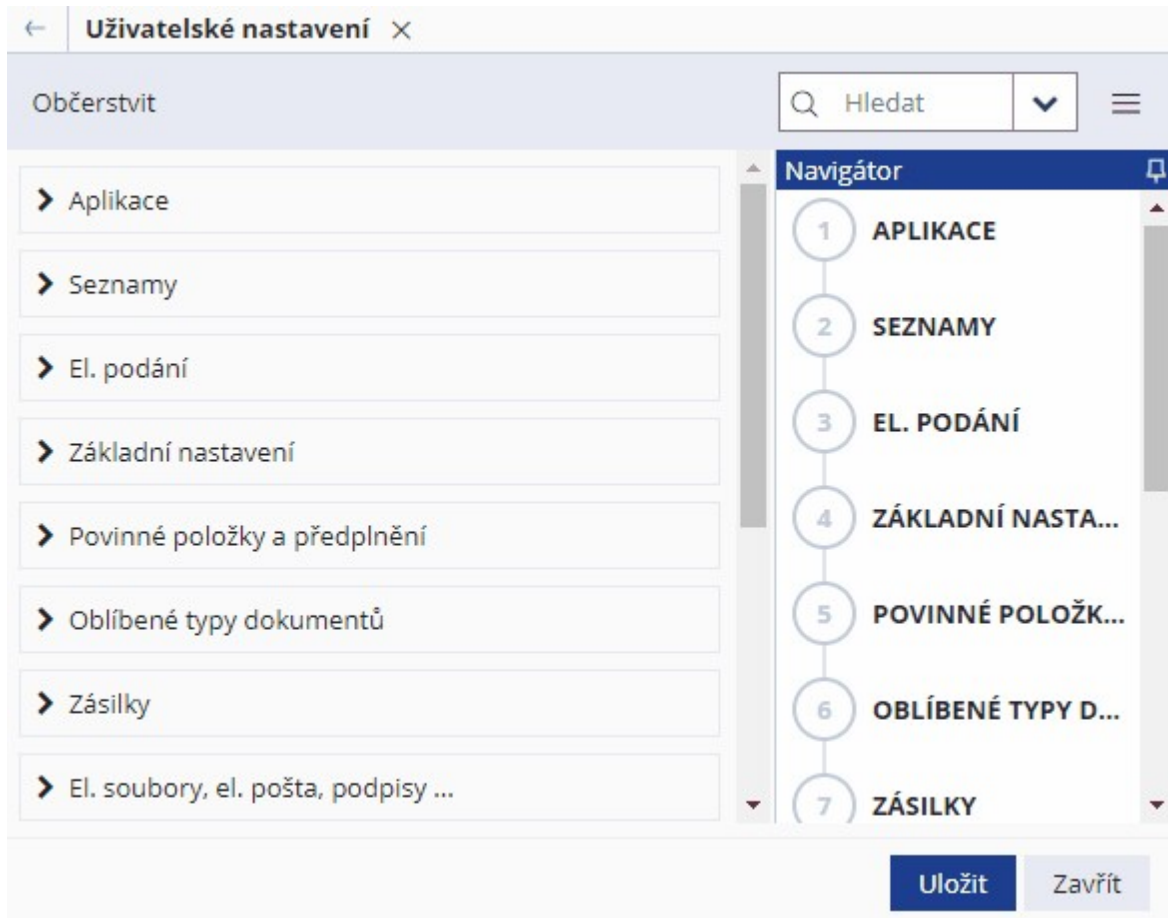 Uživatelské nastavení
Občerstvit
Hledat
Aplikace
Seznamy
El. podání
Základní nastavení
Povinné položky a předplnění
Oblíbené typy dokumentů
Zásilky
El. soubory, el. pošta, podpisy ...
Navigátor
1 APLIKACE
2 SEZNAMY
3 EL. PODÁNÍ
4 ZÁKLADNÍ NASTA...
5 POVINNÉ POLOŽK...
6 OBLÍBENÉ TYPY D...
7 ZÁSILKY
Uložit Zavřít